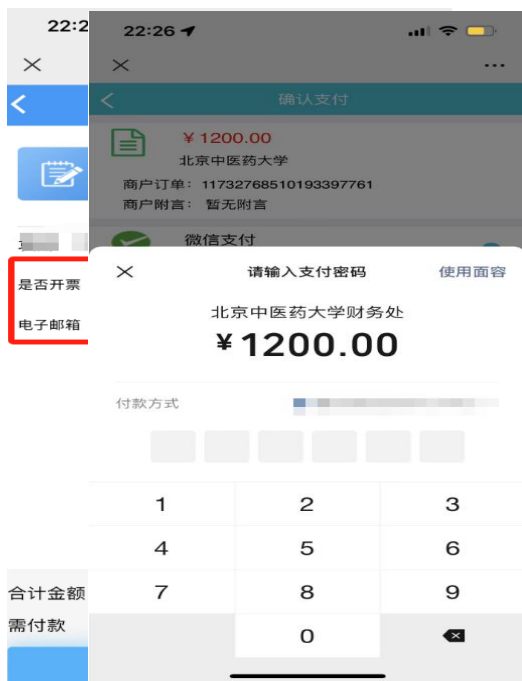 22:2
是否开票
电子邮箱
合计金额
需付款
22:26
确认支付
¥1200.00
北京中医药大学
商户订单: 11732768510193397761
商户附言: 暂无附言
微信支付
请输入支付密码
使用面容
北京中医药大学财务处
¥1200.00
付款方式
1 2 3
4 5 6
7 8 9
0